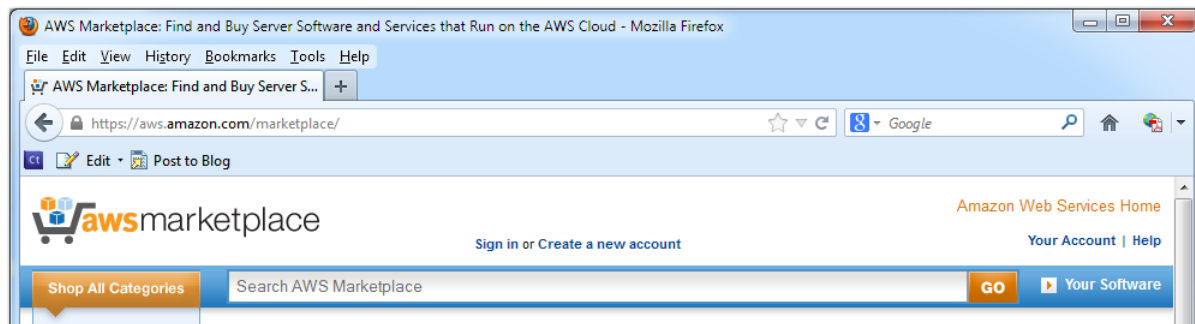 AWS Marketplace: Find and Buy Server Software and Services that Run on the AWS Cloud - Mozilla Firefox
File Edit View History Bookmarks Tools Help
AWS Marketplace: Find and Buy Server S... +
https://aws.amazon.com/marketplace/ 8 Google
Ct Edit Post to Blog
awsmarketplace
Amazon Web Services Home
Sign in or Create a new account
Your Account | Help
Shop All Categories Search AWS Marketplace GO Your Software